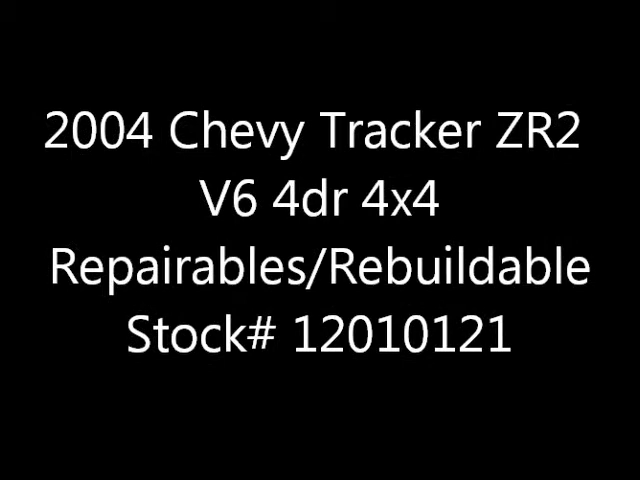 2004 Chevy Tracker ZR2
V6 4dr 4x4
Repairables/Rebuildable
Stock# 12010121